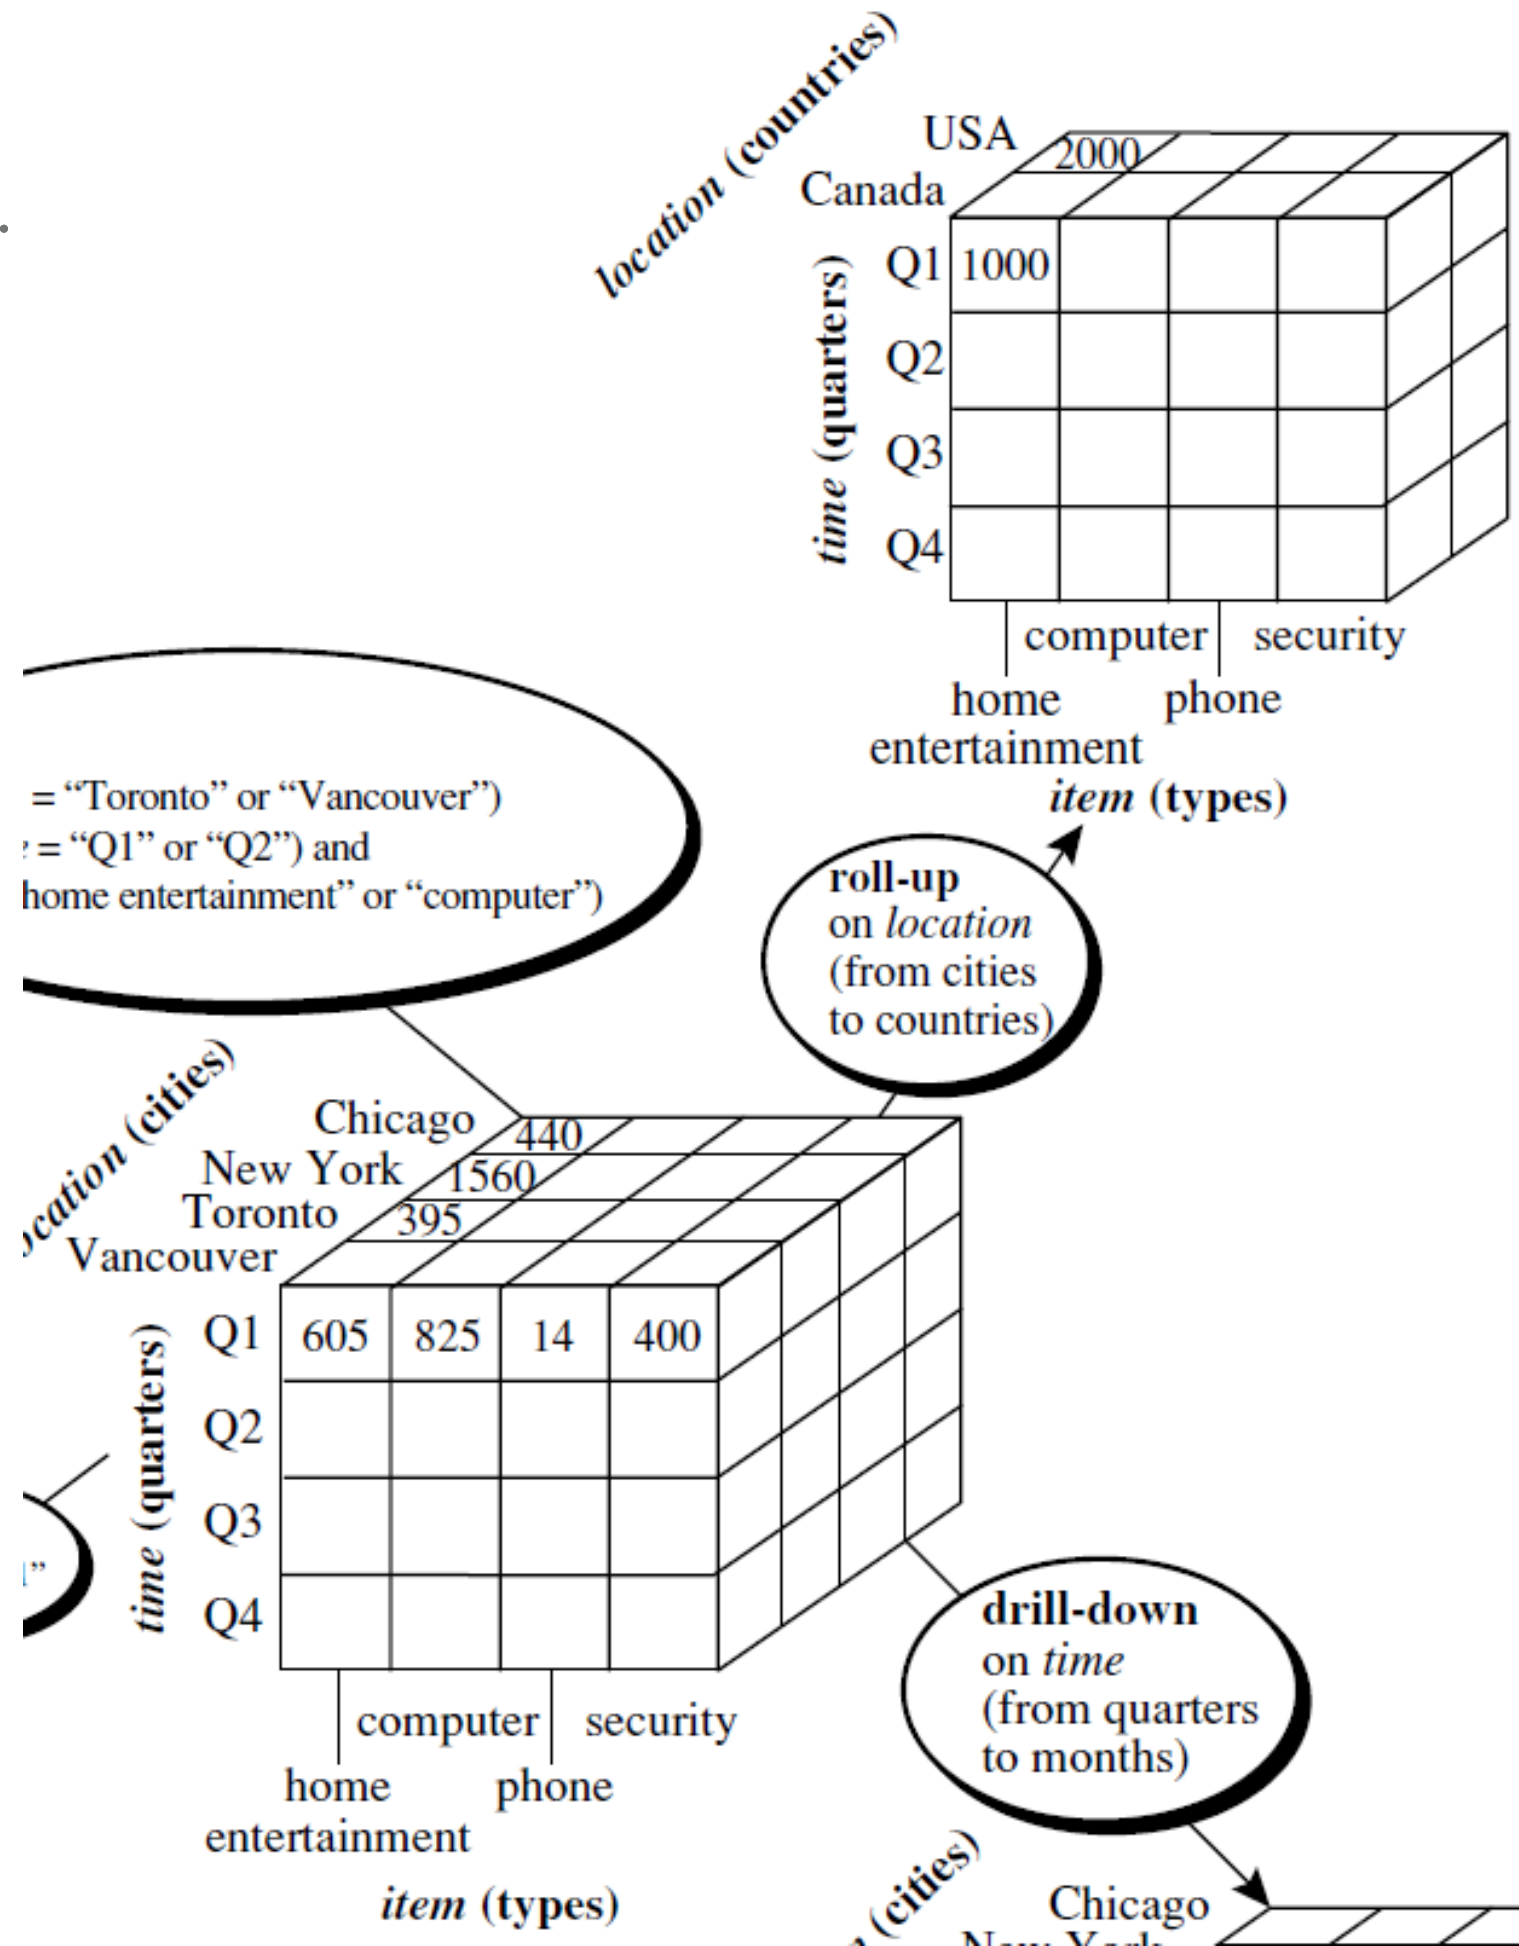 location (countries)
USA
2000
Canada
Q1 1000
Q2
Q3
Q4
time (quarters)
computer security
home phone
entertainment
item (types)
= “Toronto” or “Vancouver”)
= “Q1” or “Q2”) and
home entertainment” or “computer”)
roll-up
on location
(from cities
to countries)
(cities)
Chicago 440
New York 1560
Toronto 395
Vancouver
Q1 605 825 14 400
Q2
Q3
Q4
time (quarters)
computer security
home phone
entertainment
item (types)
drill-down
on time
(from quarters
to months)
(cities)
Chicago
New York